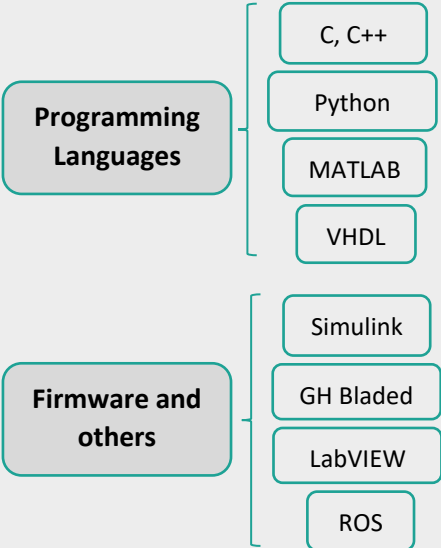 Programming
Languages
C, C++
Python
MATLAB
VHDL
Firmware and
others
Simulink
GH Bladed
LabVIEW
ROS